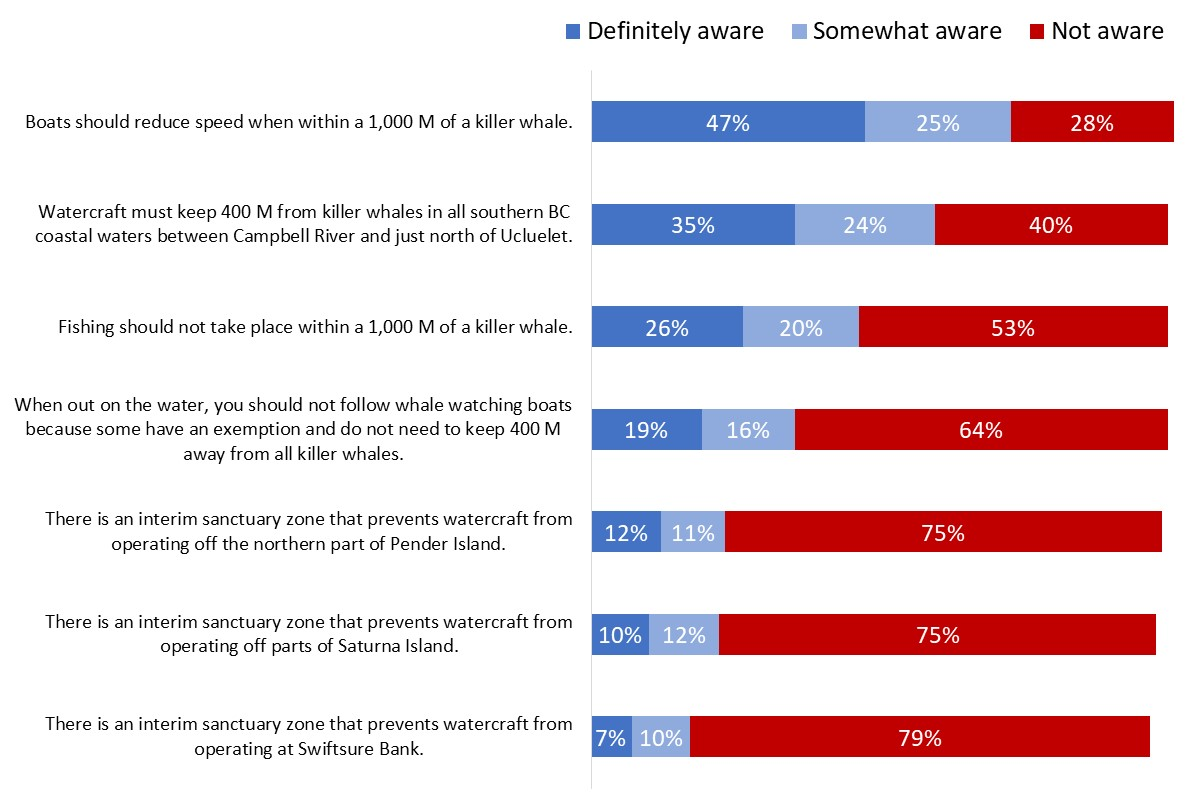 Definitely aware Somewhat aware Not aware
Boats should reduce speed when within a 1,000 M of a killer whale.
47% 25% 28%
Watercraft must keep 400 M from killer whales in all southern BC
coastal waters between Campbell River and just north of Ucluelet.
35% 24% 40%
Fishing should not take place within a 1,000 M of a killer whale.
26% 20% 53%
When out on the water, you should not follow whale watching boats
because some have an exemption and do not need to keep 400 M
away from all killer whales.
19% 16% 64%
There is an interim sanctuary zone that prevents watercraft from
operating off the northern part of Pender Island.
12% 11% 75%
There is an interim sanctuary zone that prevents watercraft from
operating off parts of Saturna Island.
10% 12% 75%
There is an interim sanctuary zone that prevents watercraft from
operating at Swiftsure Bank.
7% 10% 79%